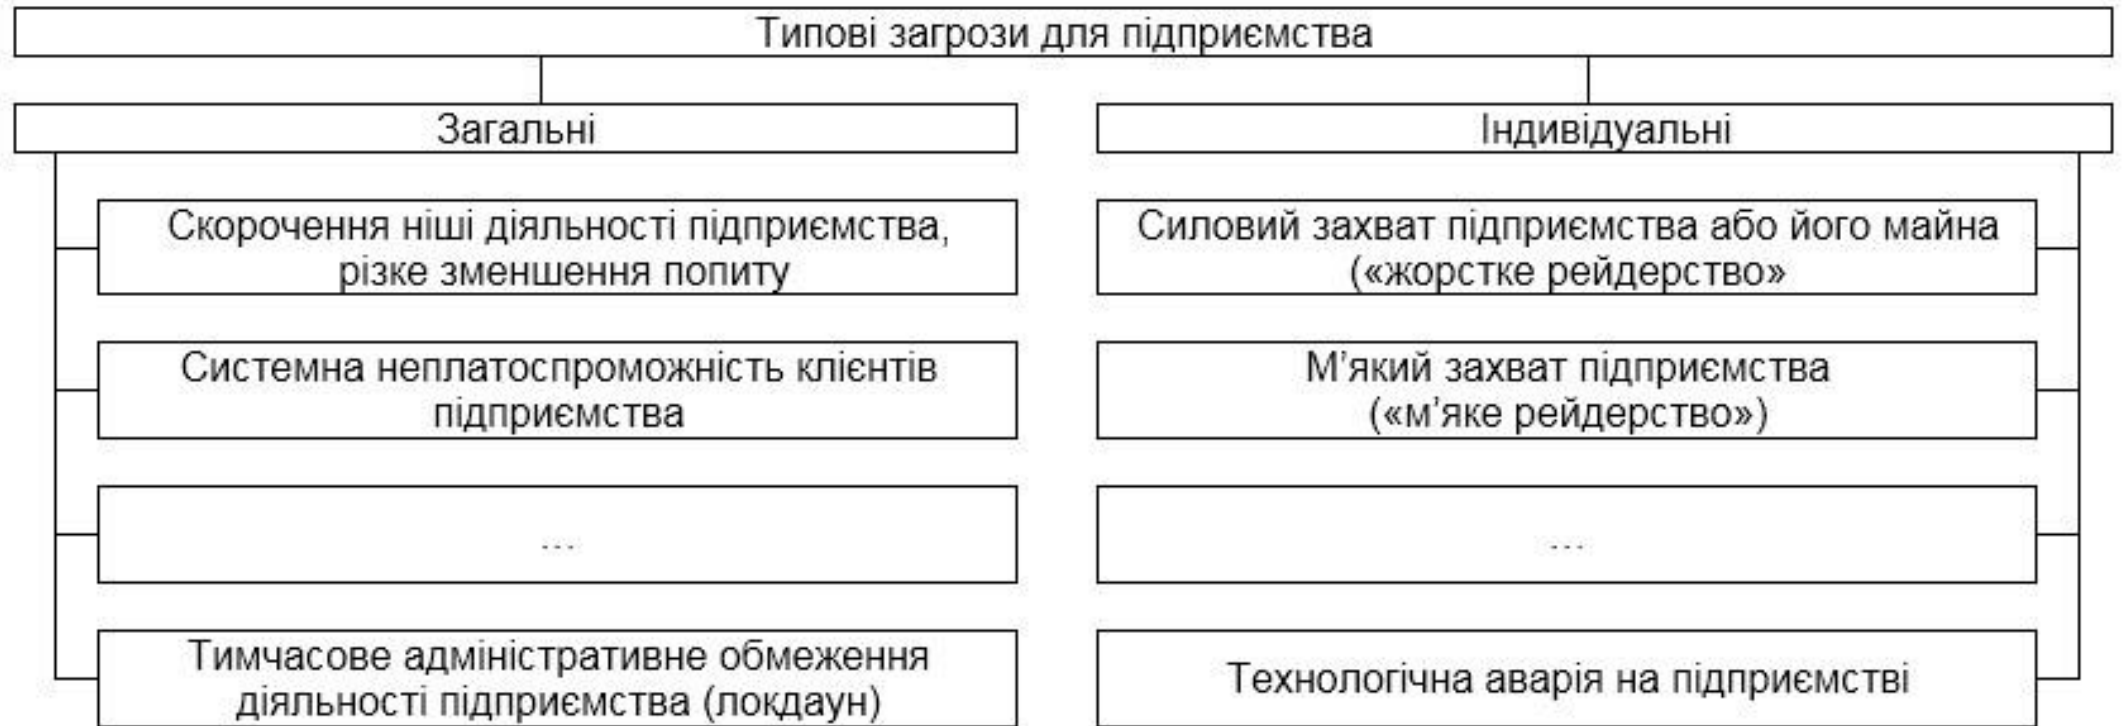 Типові загрози для підприємства
Загальні
Скорочення ніші діяльності підприємства,
різке зменшення попиту
Системна неплатоспроможність клієнтів
підприємства
...
Тимчасове адміністративне обмеження
діяльності підприємства (локдаун)
Індивідуальні
Силовий захват підприємства або його майна
(«жорстке рейдерство»
М’який захват підприємства
(«м’яке рейдерство»)
...
Технологічна аварія на підприємстві